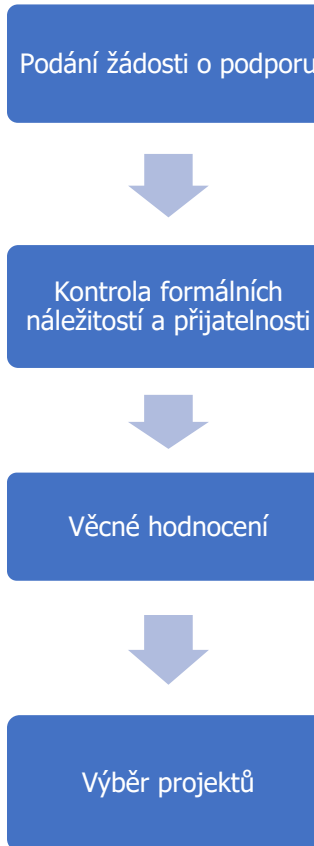 Podání žádosti o podporu
Kontrola formálních
náležitostí a přijatelnosti
Věcné hodnocení
Výběr projektů